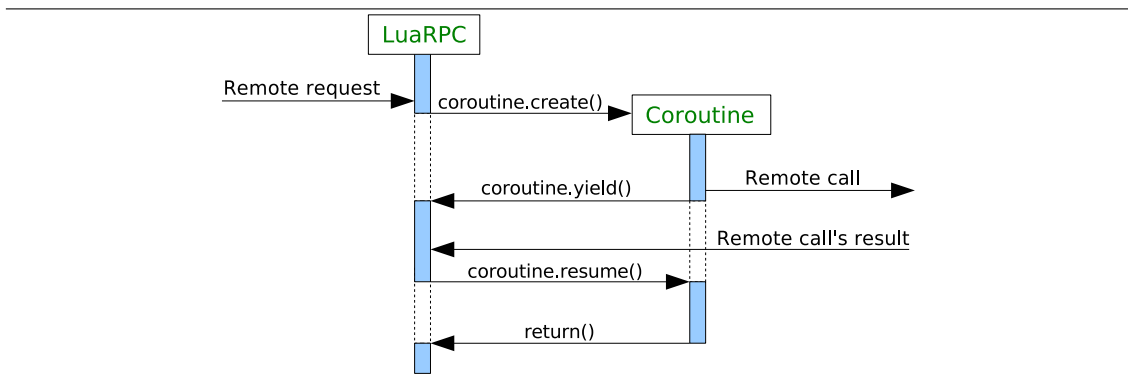 LuaRPC
Remote request
coroutine.create()
Coroutine
Remote call
coroutine.yield()
Remote call's result
coroutine.resume()
return()